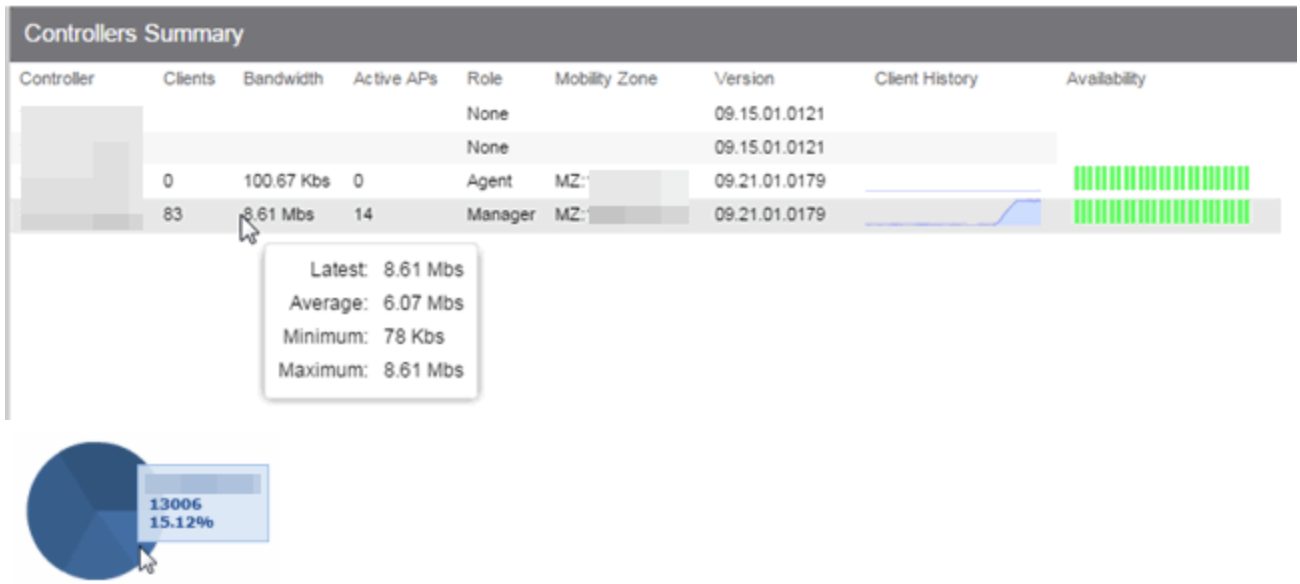 Controllers Summary
Controller Clients Bandwidth Active APs Role Mobility Zone Version Client History Availability
None 09.15.01.0121
None 09.15.01.0121
0 100.67 Kbs 0 Agent MZ: 09.21.01.0179
83 8.61 Mbs 14 Manager MZ: 09.21.01.0179
Latest: 8.61 Mbs
Average: 6.07 Mbs
Minimum: 78 Kbs
Maximum: 8.61 Mbs
13006
15.12%